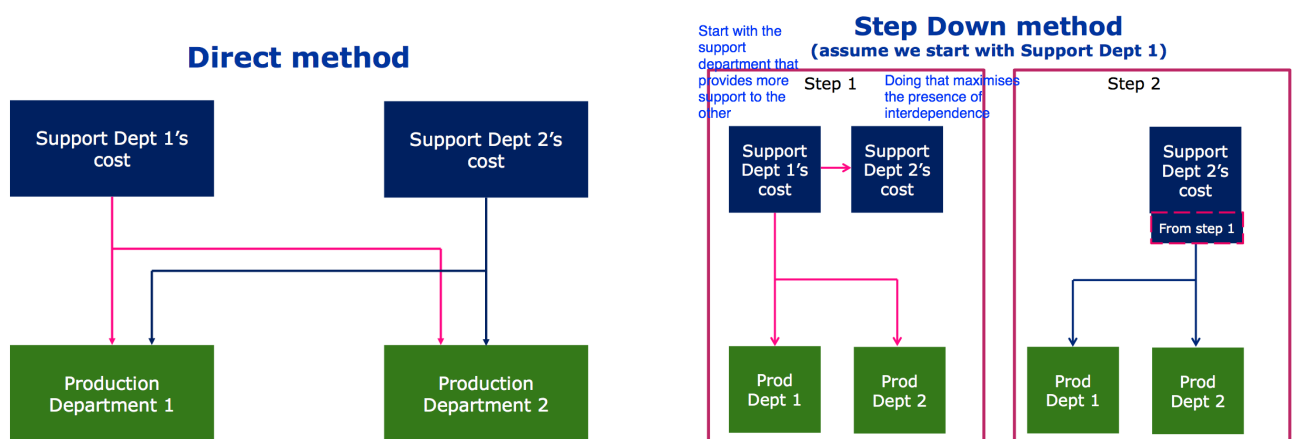 Direct method
Support Dept 1's
cost
Support Dept 2's
cost
Production
Department 1
Production
Department 2
Step Down method
(assume we start with Support Dept 1)
Start with the
support
department that
provides more
support to the
other
Step 1
Doing that maximises
the presence of
interdependence
Support
Dept 1's
cost
Support
Dept 2's
cost
Prod
Dept 1
Prod
Dept 2
Step 2
Support
Dept 2's
cost
From step 1
Prod
Dept 1
Prod
Dept 2